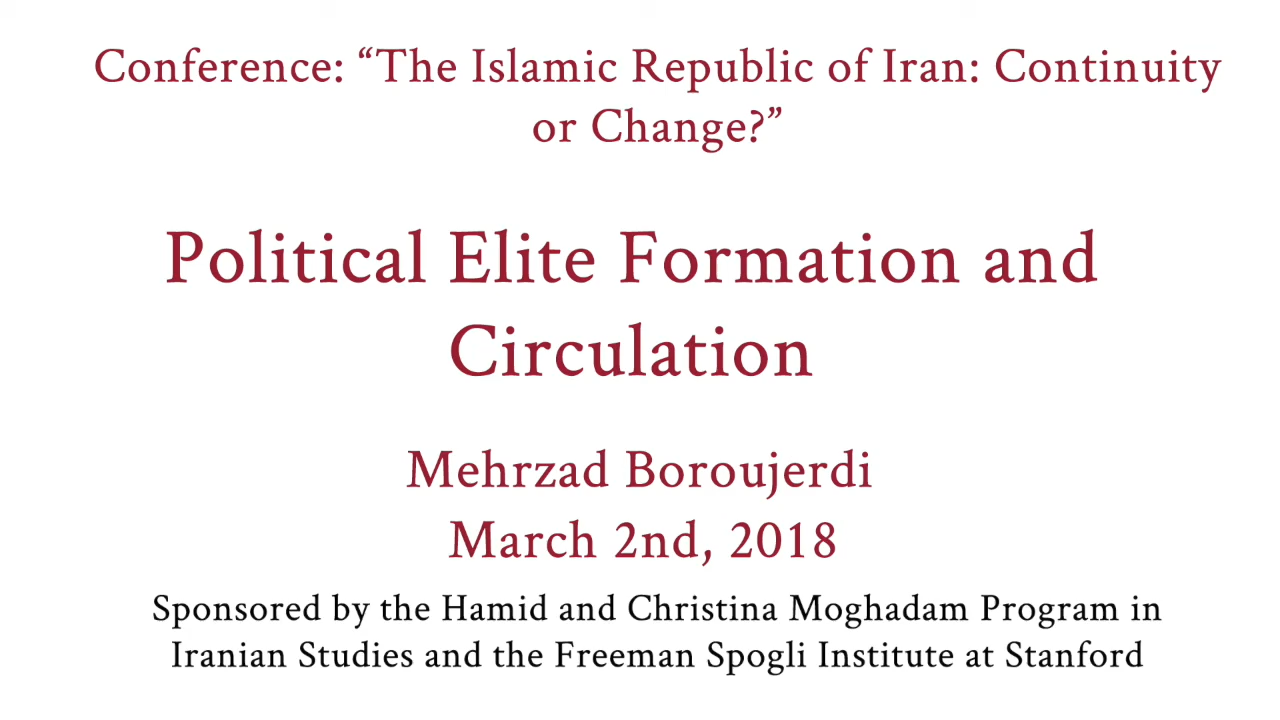 Conference: “The Islamic Republic of Iran: Continuity
or Change?”
Political Elite Formation and
Circulation
Mehrzad Boroujerdi
March 2nd, 2018
Sponsored by the Hamid and Christina Moghadam Program in
Iranian Studies and the Freeman Spogli Institute at Stanford